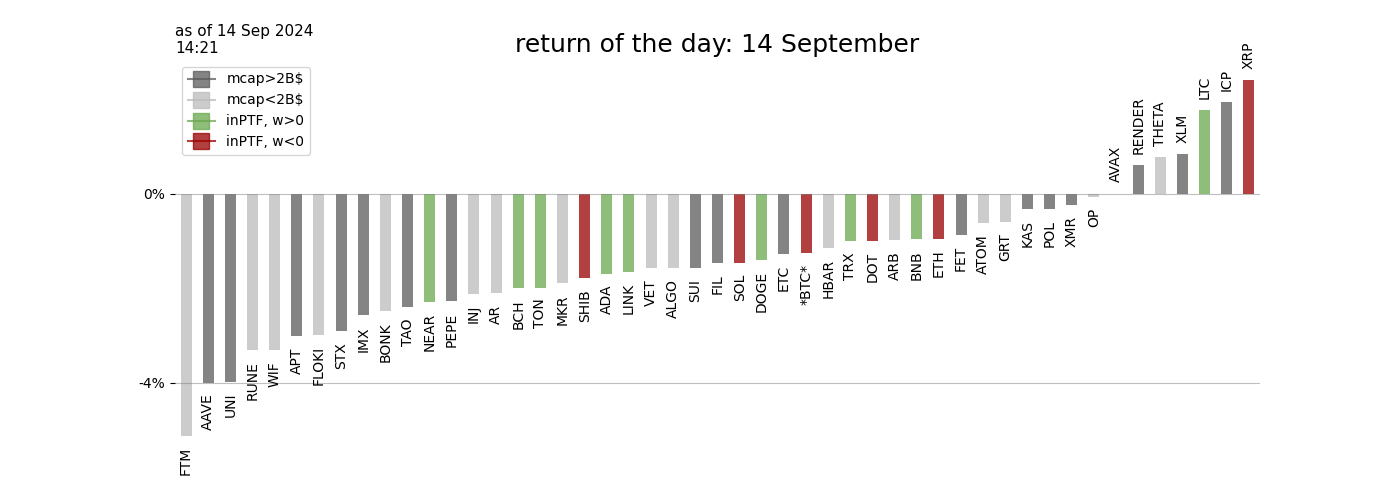 as of 14 Sep 2024
14:21
return of the day: 14 September
mcap>2B$
mcap<2B$
inPTF, w>0
inPTF, w<0
0%
-4%
FTM
AAVE
UNI
RUNE
WIF
APT
FLOKI
STX
IMX
BONK
TAO
NEAR
PEPE
INJ
AR
BCH
TON
MKR
SHIB
ADA
LINK
VET
ALGO
SUI
FIL
SOL
DOGE
ETC
*BTC*
HBAR
TRX
DOT
ARB
BNB
ETH
FET
ATOM
GRT
KAS
POL
XMR
OP
AVAX
RENDER
THETA
XLM
LTC
ICP
XRP